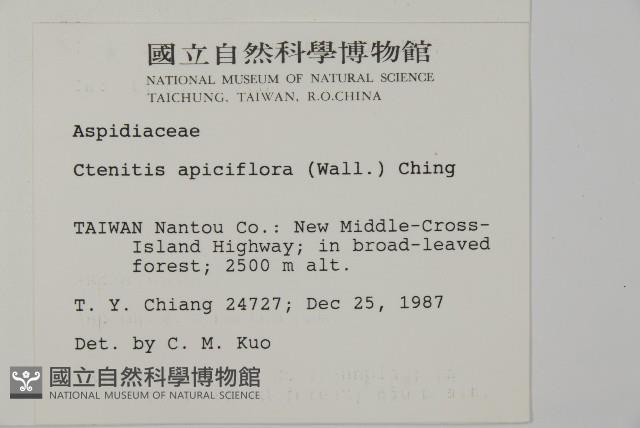 國立自然科學博物館
NATIONAL MUSEUM OF NATURAL SCIENCE
TAICHUNG, TAIWAN, R.O.CHINA
Aspidiaceae
Ctenitis apiciflora (Wall.) Ching
TAIWAN Nantou Co.: New Middle-Cross-
Island Highway; in broad-leaved
forest; 2500 m alt.
T. Y. Chiang 24727; Dec 25, 1987
Det. by C. M. Kuo
國立自然科學博物館
NATIONAL MUSEUM OF NATURAL SCIENCE